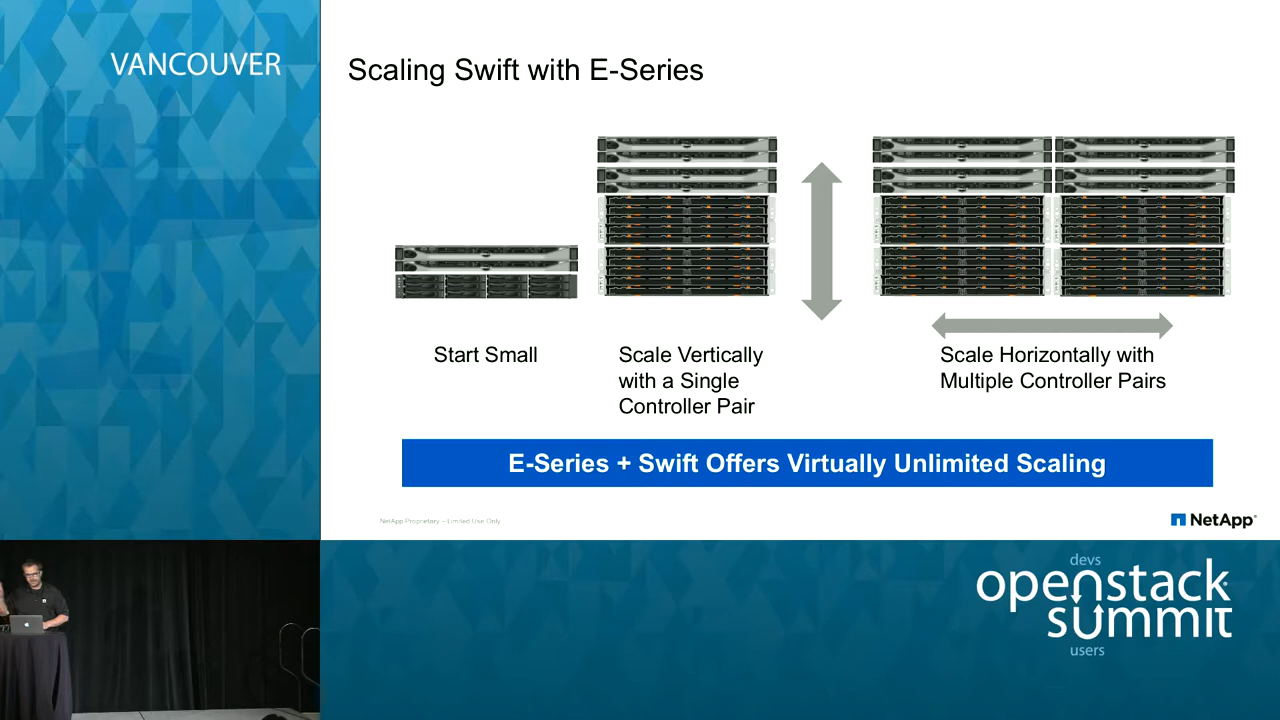 VANCOUVER
Scaling Swift with E-Series
Start Small
Scale Vertically
with a Single
Controller Pair
Scale Horizontally with
Multiple Controller Pairs
E-Series + Swift Offers Virtually Unlimited Scaling
NetApp Proprietary – Limited Use Only
NetApp
devs
openstack
summit
users